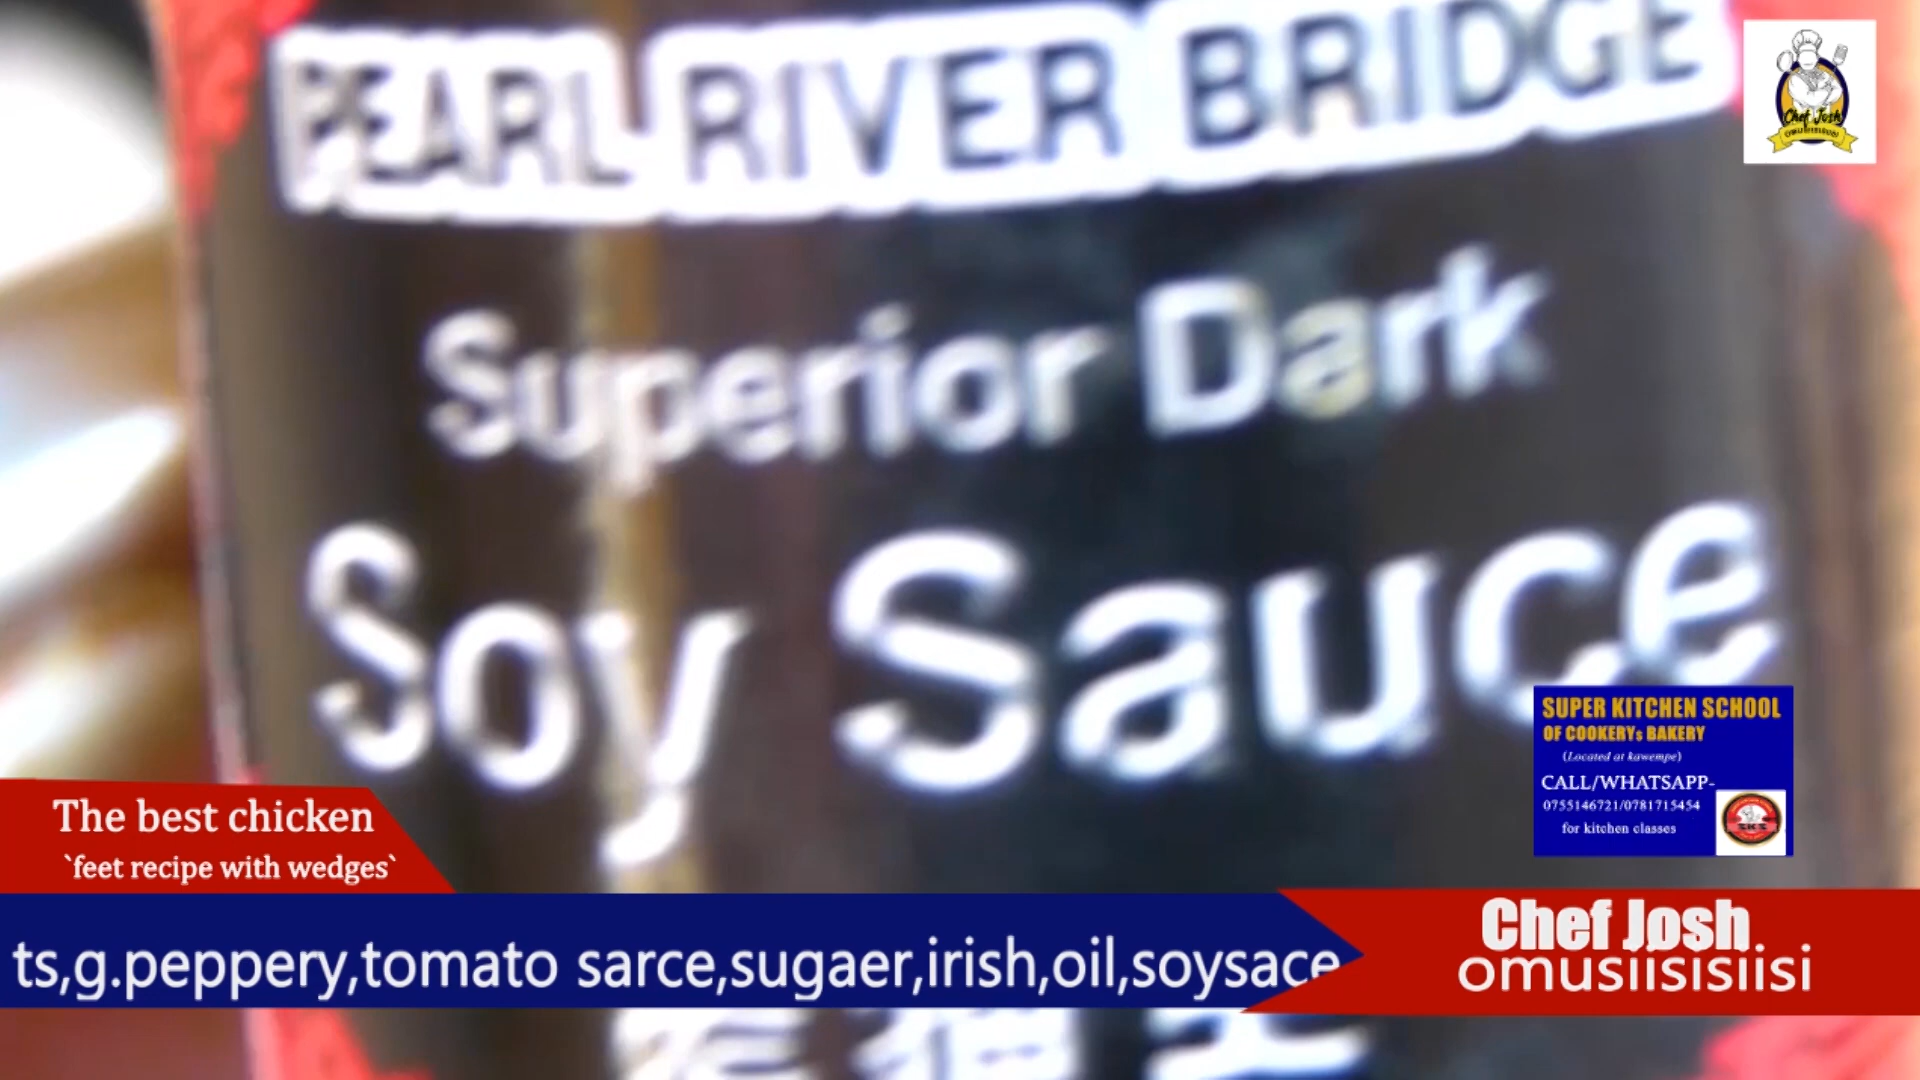 PEARL RIVER BRIDGE
Superior Dark
Soy Sauce
Chef Josh
SUPER KITCHEN SCHOOL
OF COOKERYs BAKERY
(Located at kawempe)
CALL/WHATSAPP-
0755146721/0781715454
for kitchen classes
The best chicken
`feet recipe with wedges`
ts,g.peppery,tomato sarce,sugaer,irish,oil,soysace
Chef Josh
omusiisisiisi